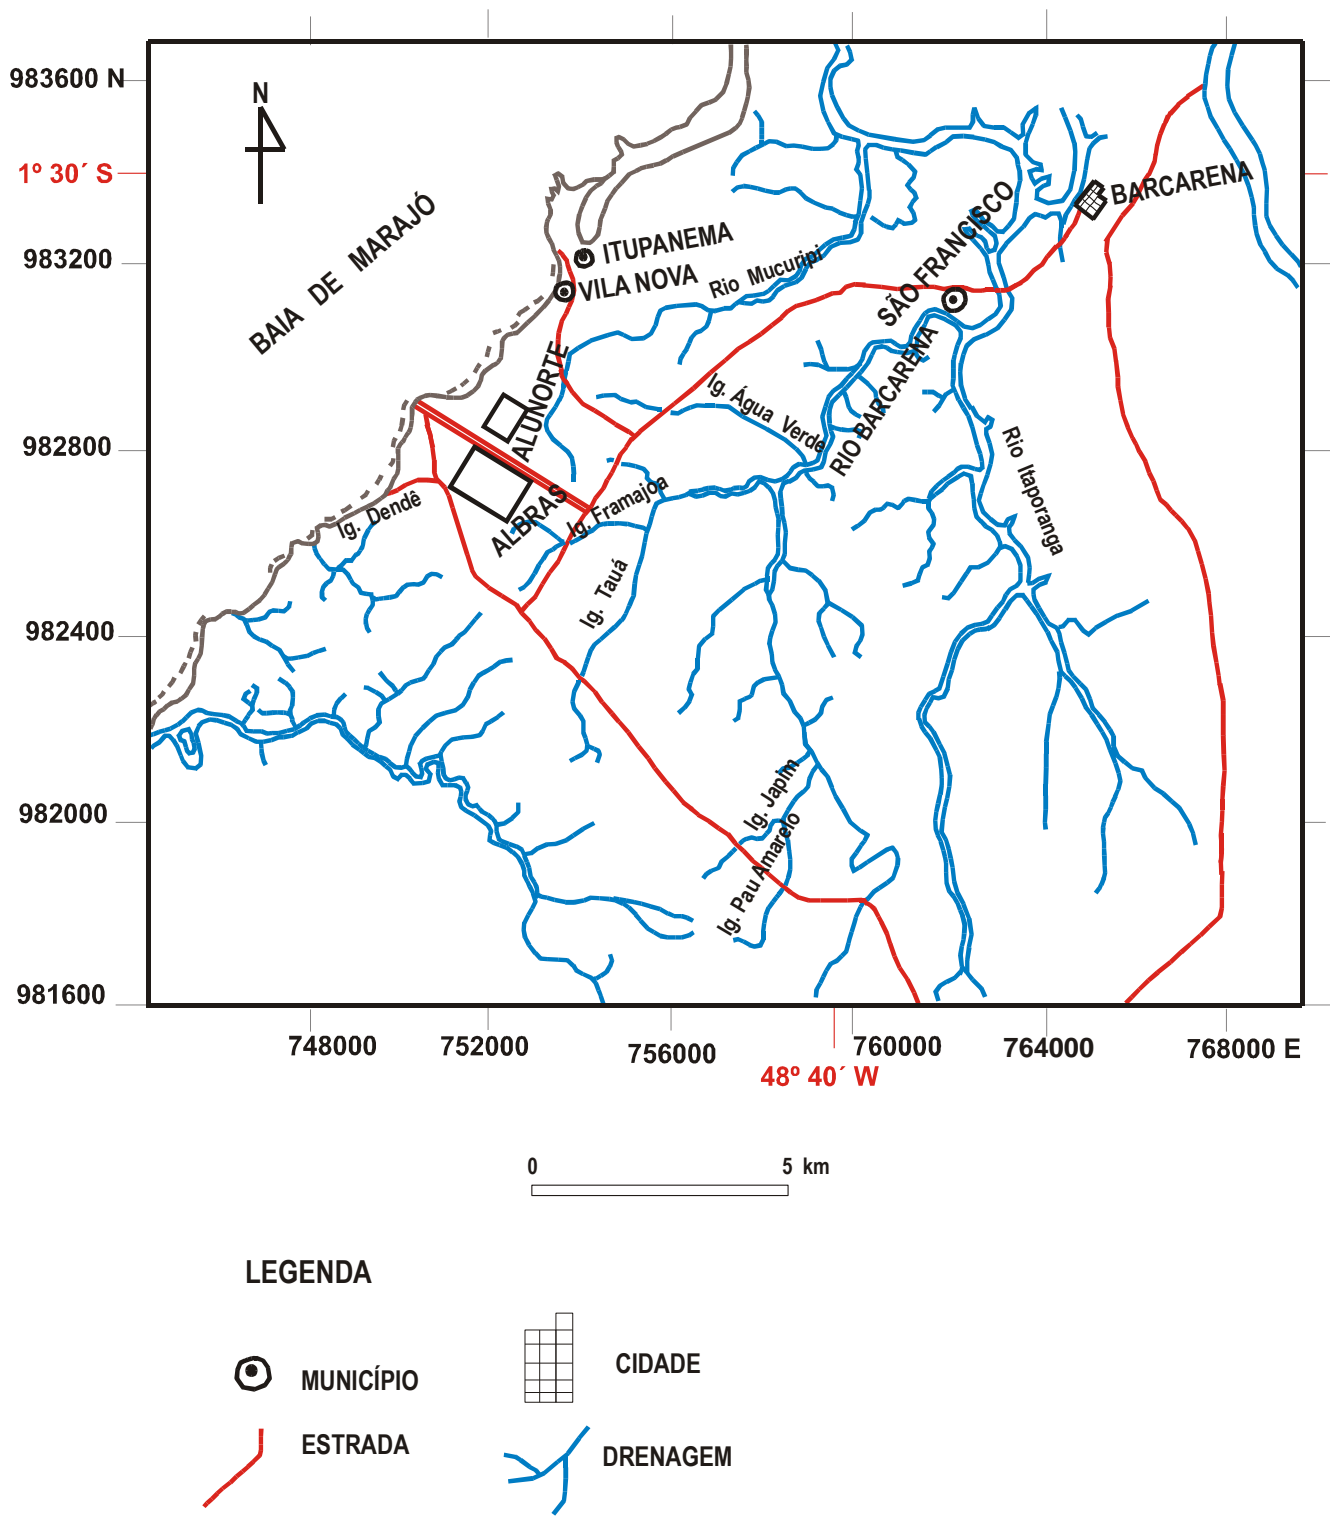 983600 N
N
1º 30´ S
BARCARENA
BAIA DE MARAJÓ
SÃO FRANCISCO
ITUPANEMA
983200
VILA NOVA
Rio Mucuripi
ALUNORTE
RIO BARCARENA
Ig. Água Verde
982800
Rio Itaporanga
Ig. Dendê
ALBRAS
Ig. Framajoa
Ig. Tauá
982400
982000
Ig. Japim
Ig. Pau Amarelo
981600
748000
752000
756000
760000
764000
768000 E
48º 40´ W
0
5 km
LEGENDA
MUNICÍPIO
CIDADE
ESTRADA
DRENAGEM